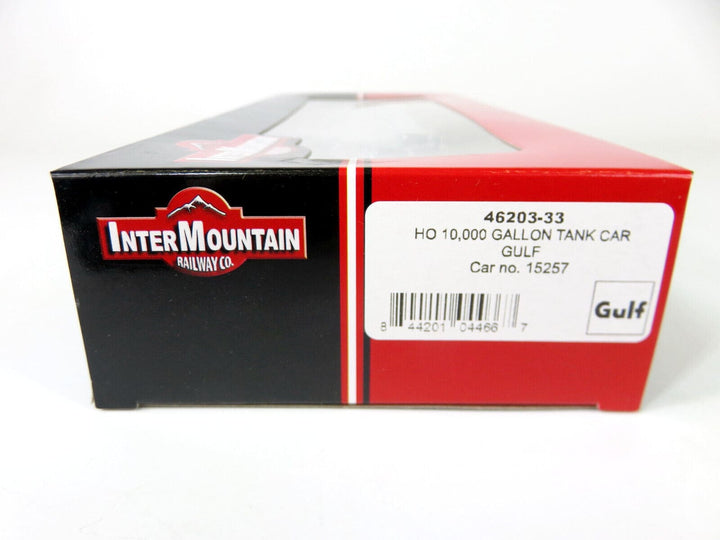 INTERMOUNTAIN
RAILWAY CO.
46203-33
HO 10,000 GALLON TANK CAR
GULF
Car no. 15257
8 44201 04466 7
Gulf